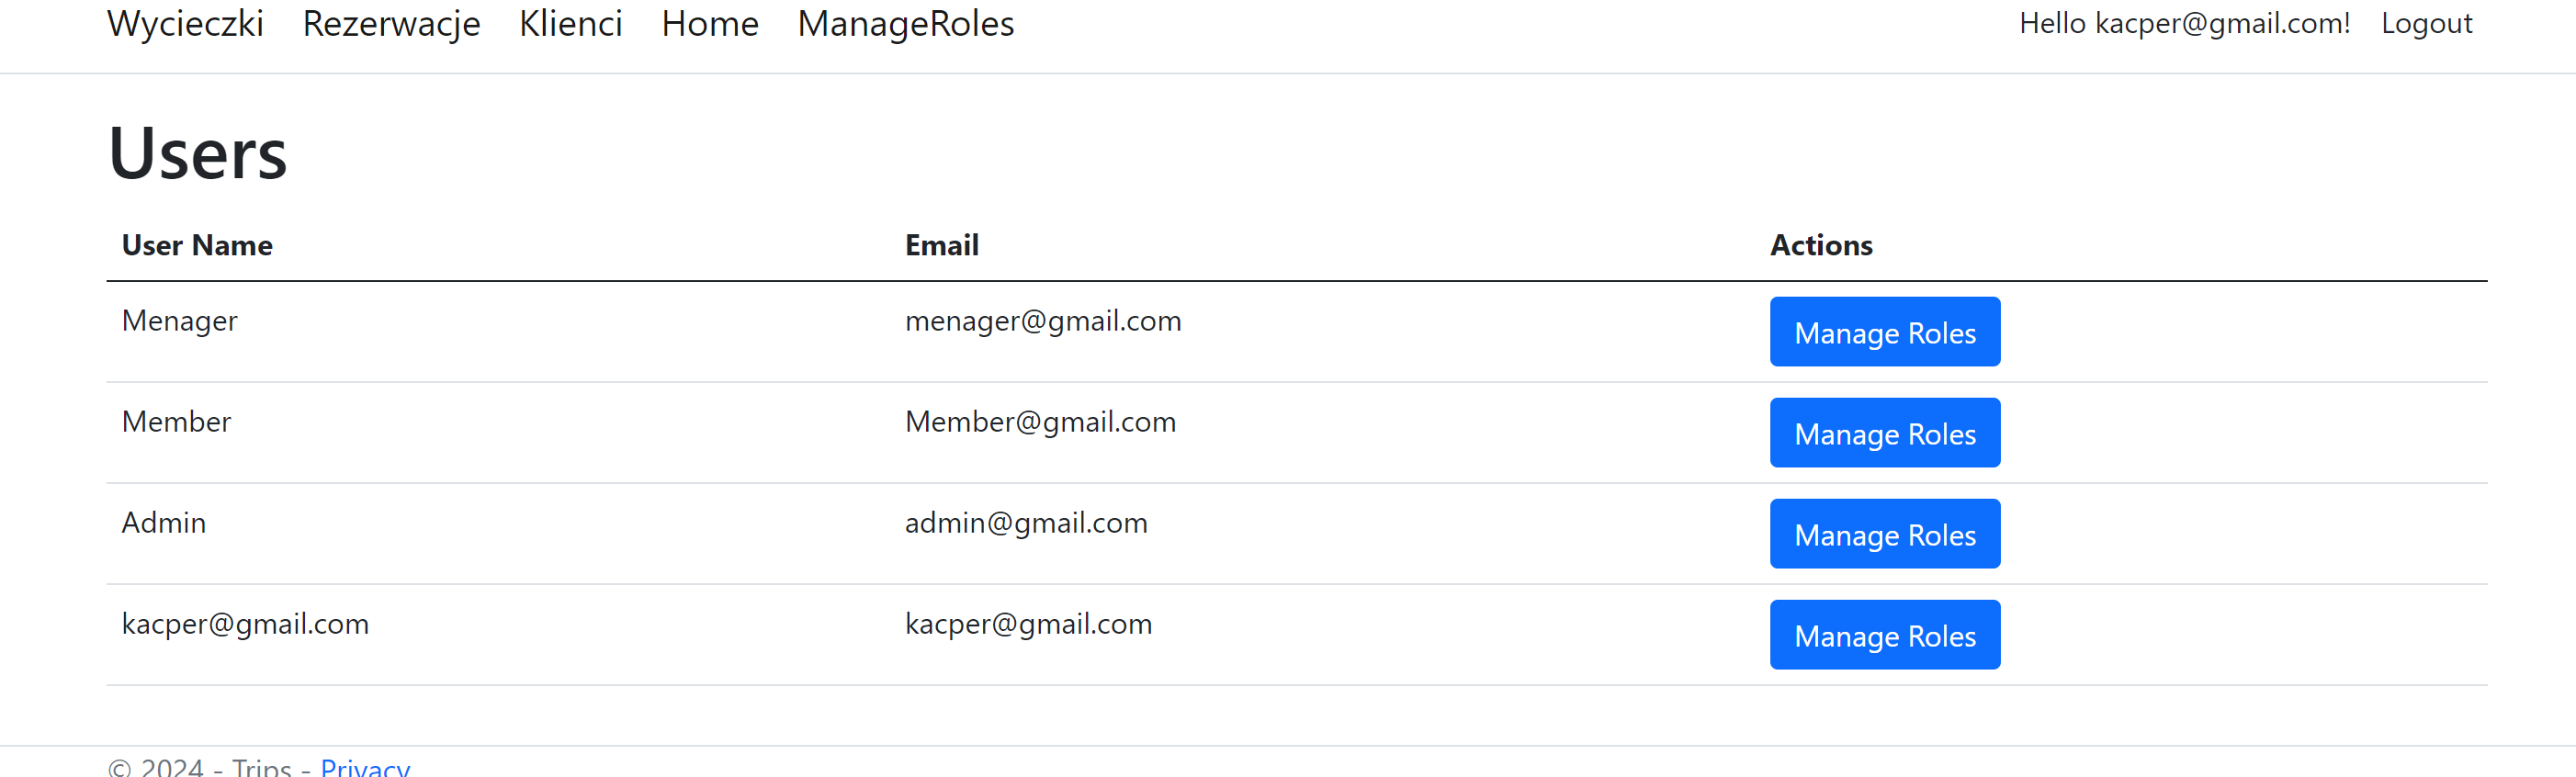 Wycieczki Rezerwacje Klienci Home ManageRoles Hello kacper@gmail.com! Logout
Users
User Name Email Actions
Menager menager@gmail.com Manage Roles
Member Member@gmail.com Manage Roles
Admin admin@gmail.com Manage Roles
kacper@gmail.com kacper@gmail.com Manage Roles
© 2024 - Trips - Privacy